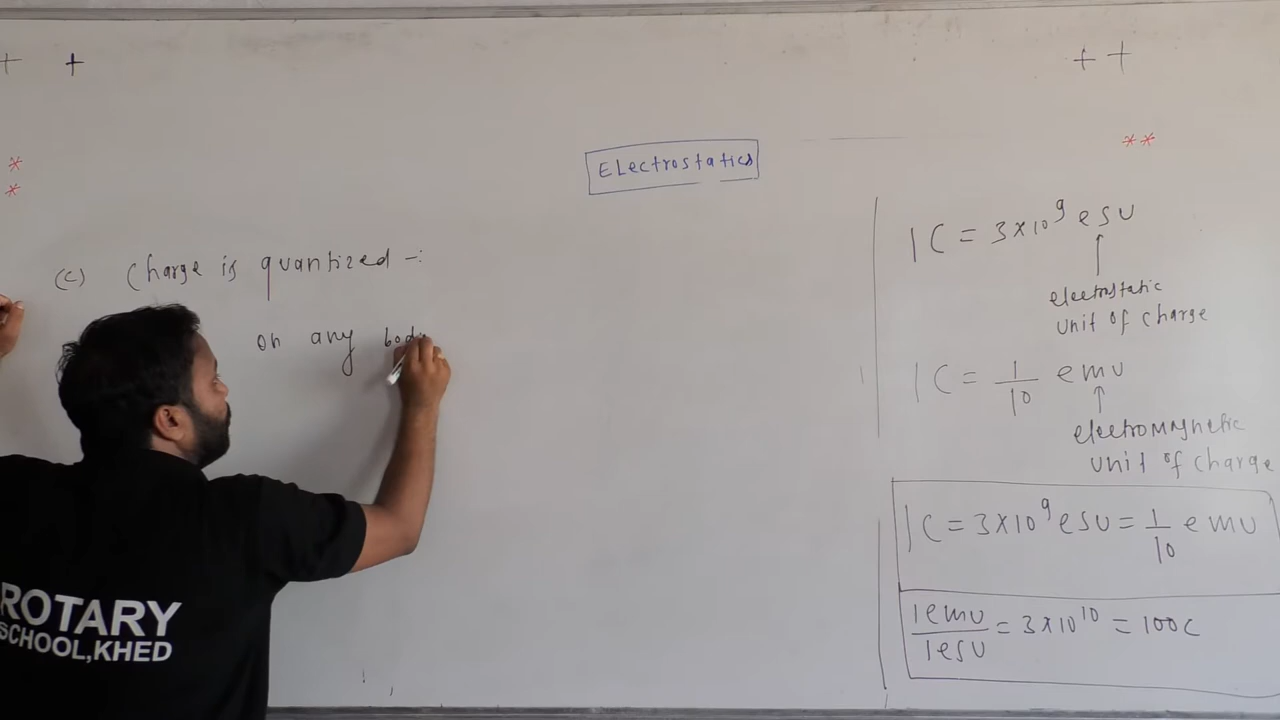 + +
+ +
*
*
**
Electrostatics
(c) Charge is quantized -:
on any body
1C = 3×10⁹ esu
↑
electrostatic
unit of charge
1C = 1/10 emu
↑
electromagnetic
unit of charge
1C = 3×10⁹ esu = 1/10 emu
1emu/1esu = 3×10¹⁰ = 100c
ROTARY
SCHOOL,KHED